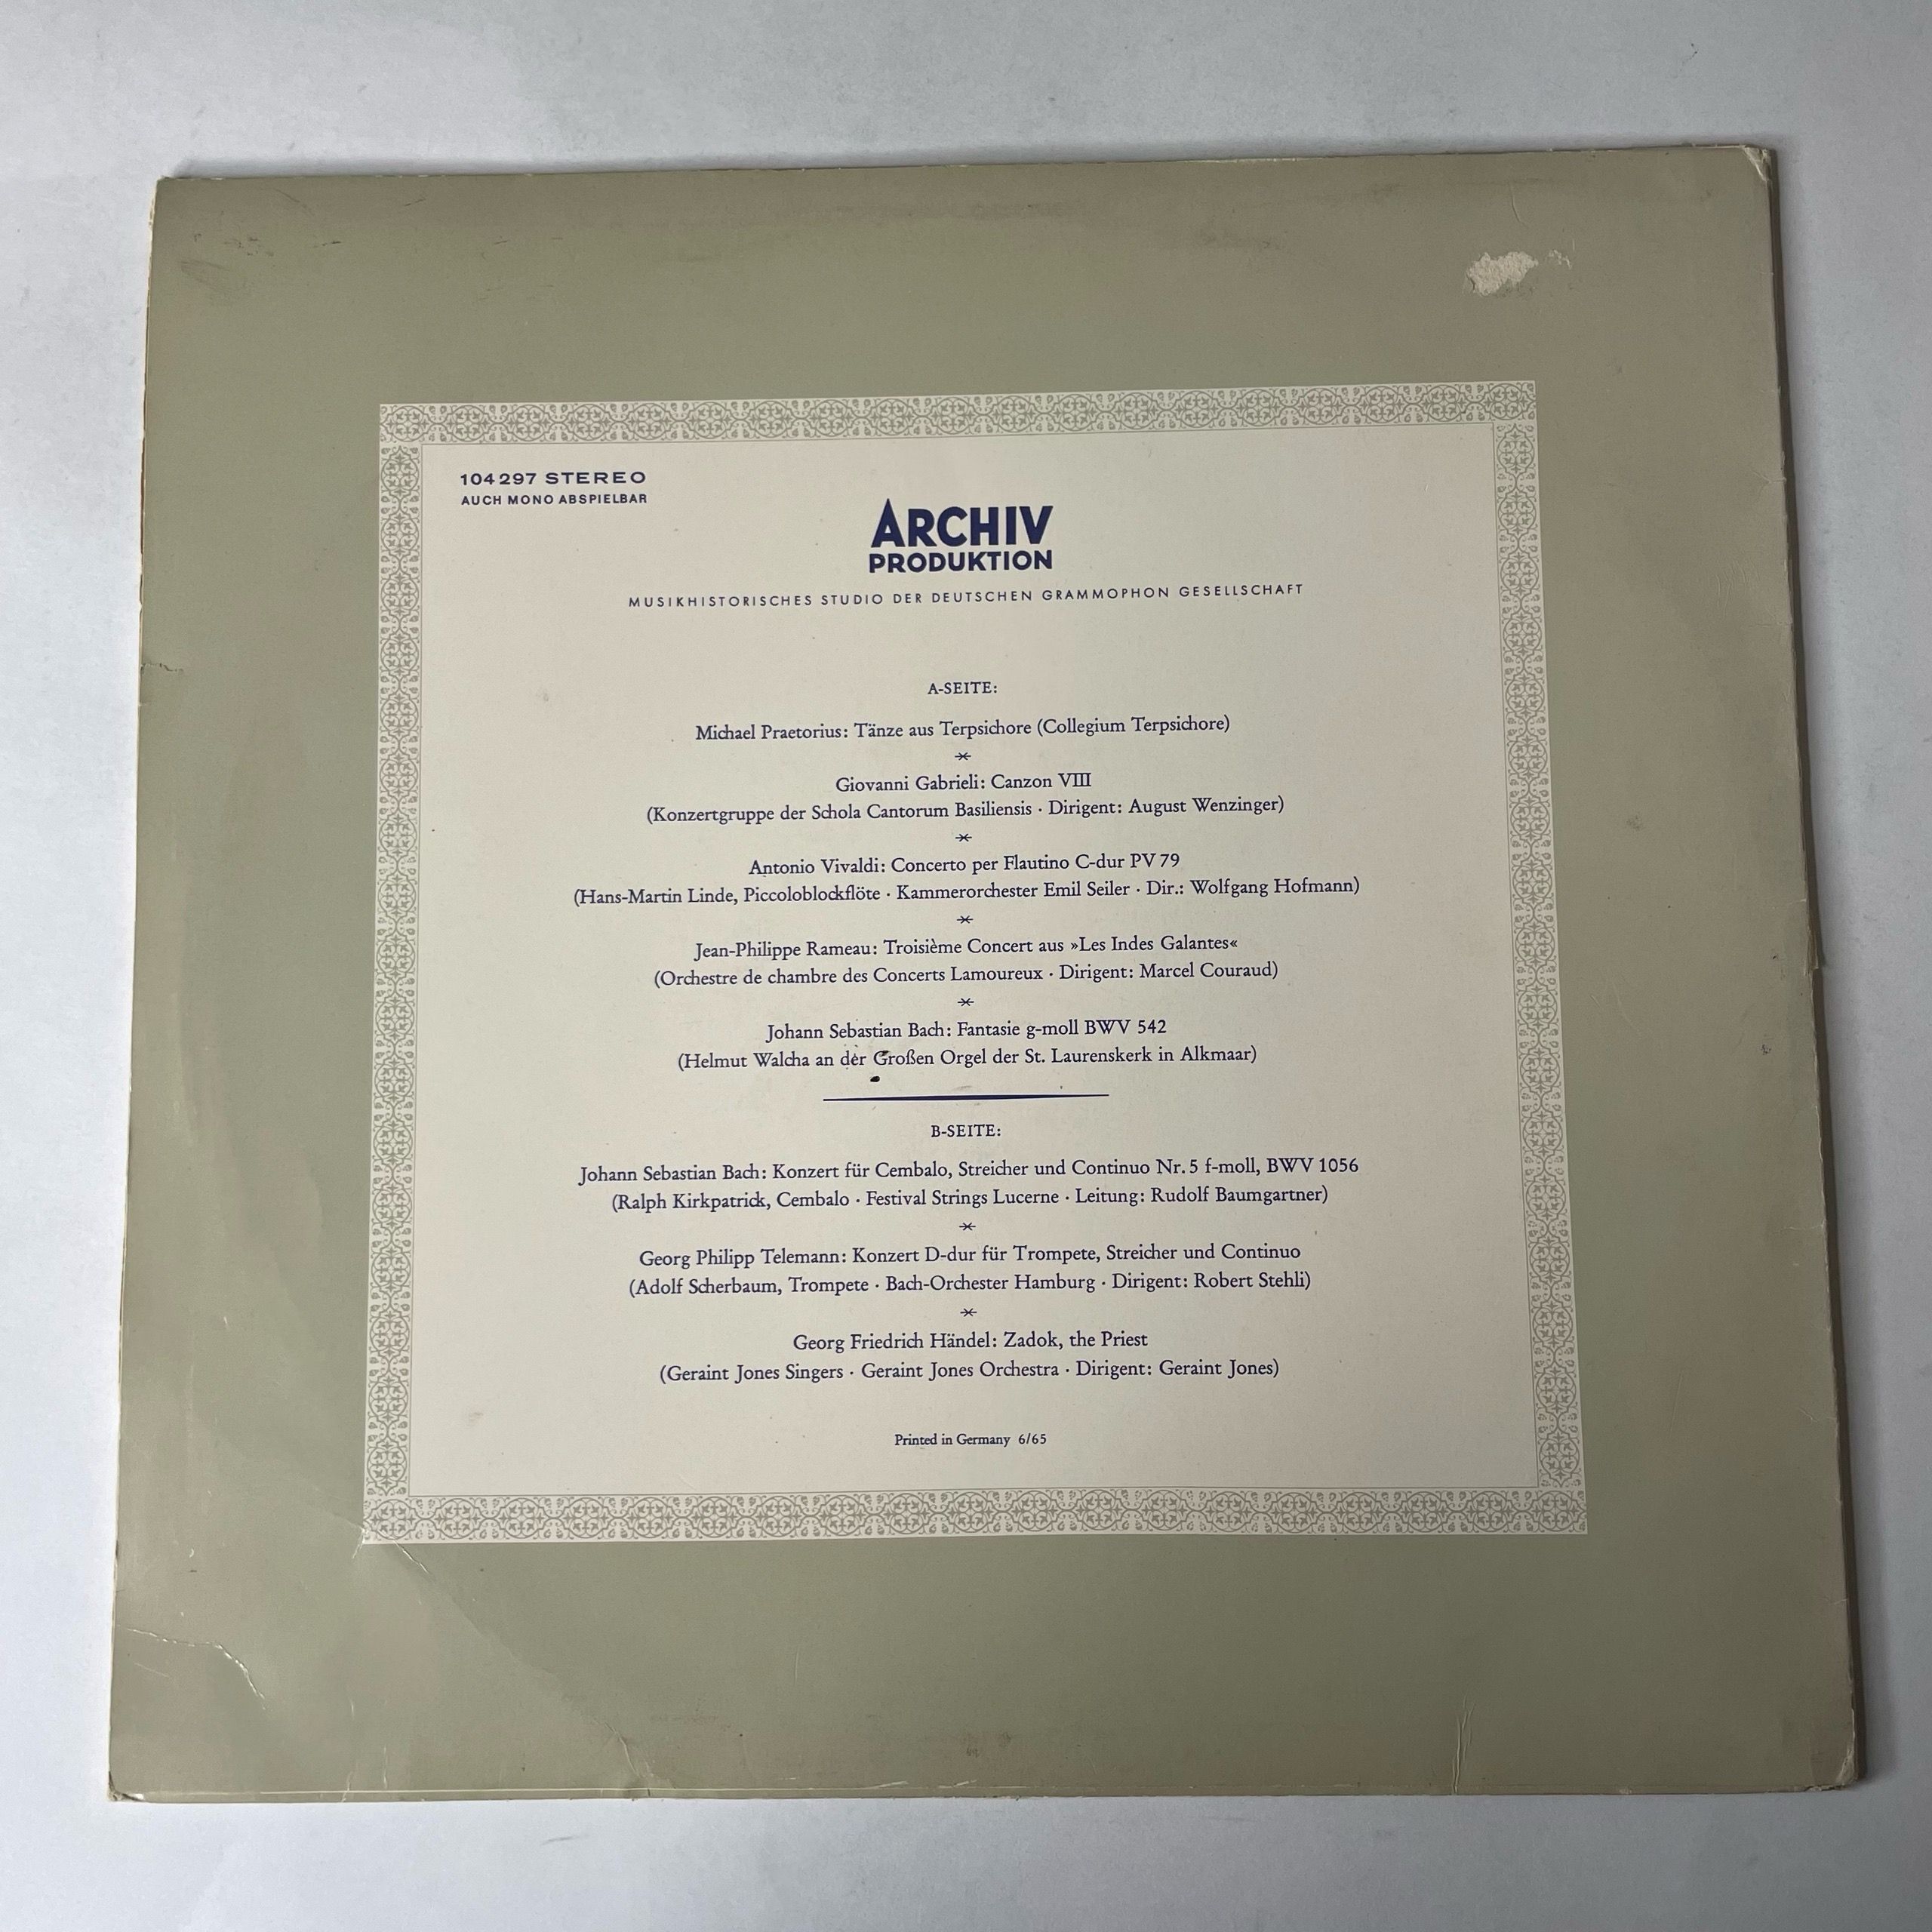 104 297 STEREO
AUCH MONO ABSPIELBAR
ARCHIV
PRODUKTION
MUSIKHISTORISCHES STUDIO DER DEUTSCHEN GRAMMOPHON GESELLSCHAFT
A-SEITE:
Michael Praetorius: Tänze aus Terpsichore (Collegium Terpsichore)
Giovanni Gabrieli: Canzon VIII
(Konzertgruppe der Schola Cantorum Basiliensis · Dirigent: August Wenzinger)
Antonio Vivaldi: Concerto per Flautino C-dur PV 79
(Hans-Martin Linde, Piccoloblockflöte · Kammerorchester Emil Seiler · Dir.: Wolfgang Hofmann)
Jean-Philippe Rameau: Troisième Concert aus »Les Indes Galantes«
(Orchestre de chambre des Concerts Lamoureux · Dirigent: Marcel Couraud)
Johann Sebastian Bach: Fantasie g-moll BWV 542
(Helmut Walcha an der Großen Orgel der St. Laurenskerk in Alkmaar)
B-SEITE:
Johann Sebastian Bach: Konzert für Cembalo, Streicher und Continuo Nr. 5 f-moll, BWV 1056
(Ralph Kirkpatrick, Cembalo · Festival Strings Lucerne · Leitung: Rudolf Baumgartner)
Georg Philipp Telemann: Konzert D-dur für Trompete, Streicher und Continuo
(Adolf Scherbaum, Trompete · Bach-Orchester Hamburg · Dirigent: Robert Stehli)
Georg Friedrich Händel: Zadok, the Priest
(Geraint Jones Singers · Geraint Jones Orchestra · Dirigent: Geraint Jones)
Printed in Germany 6/65